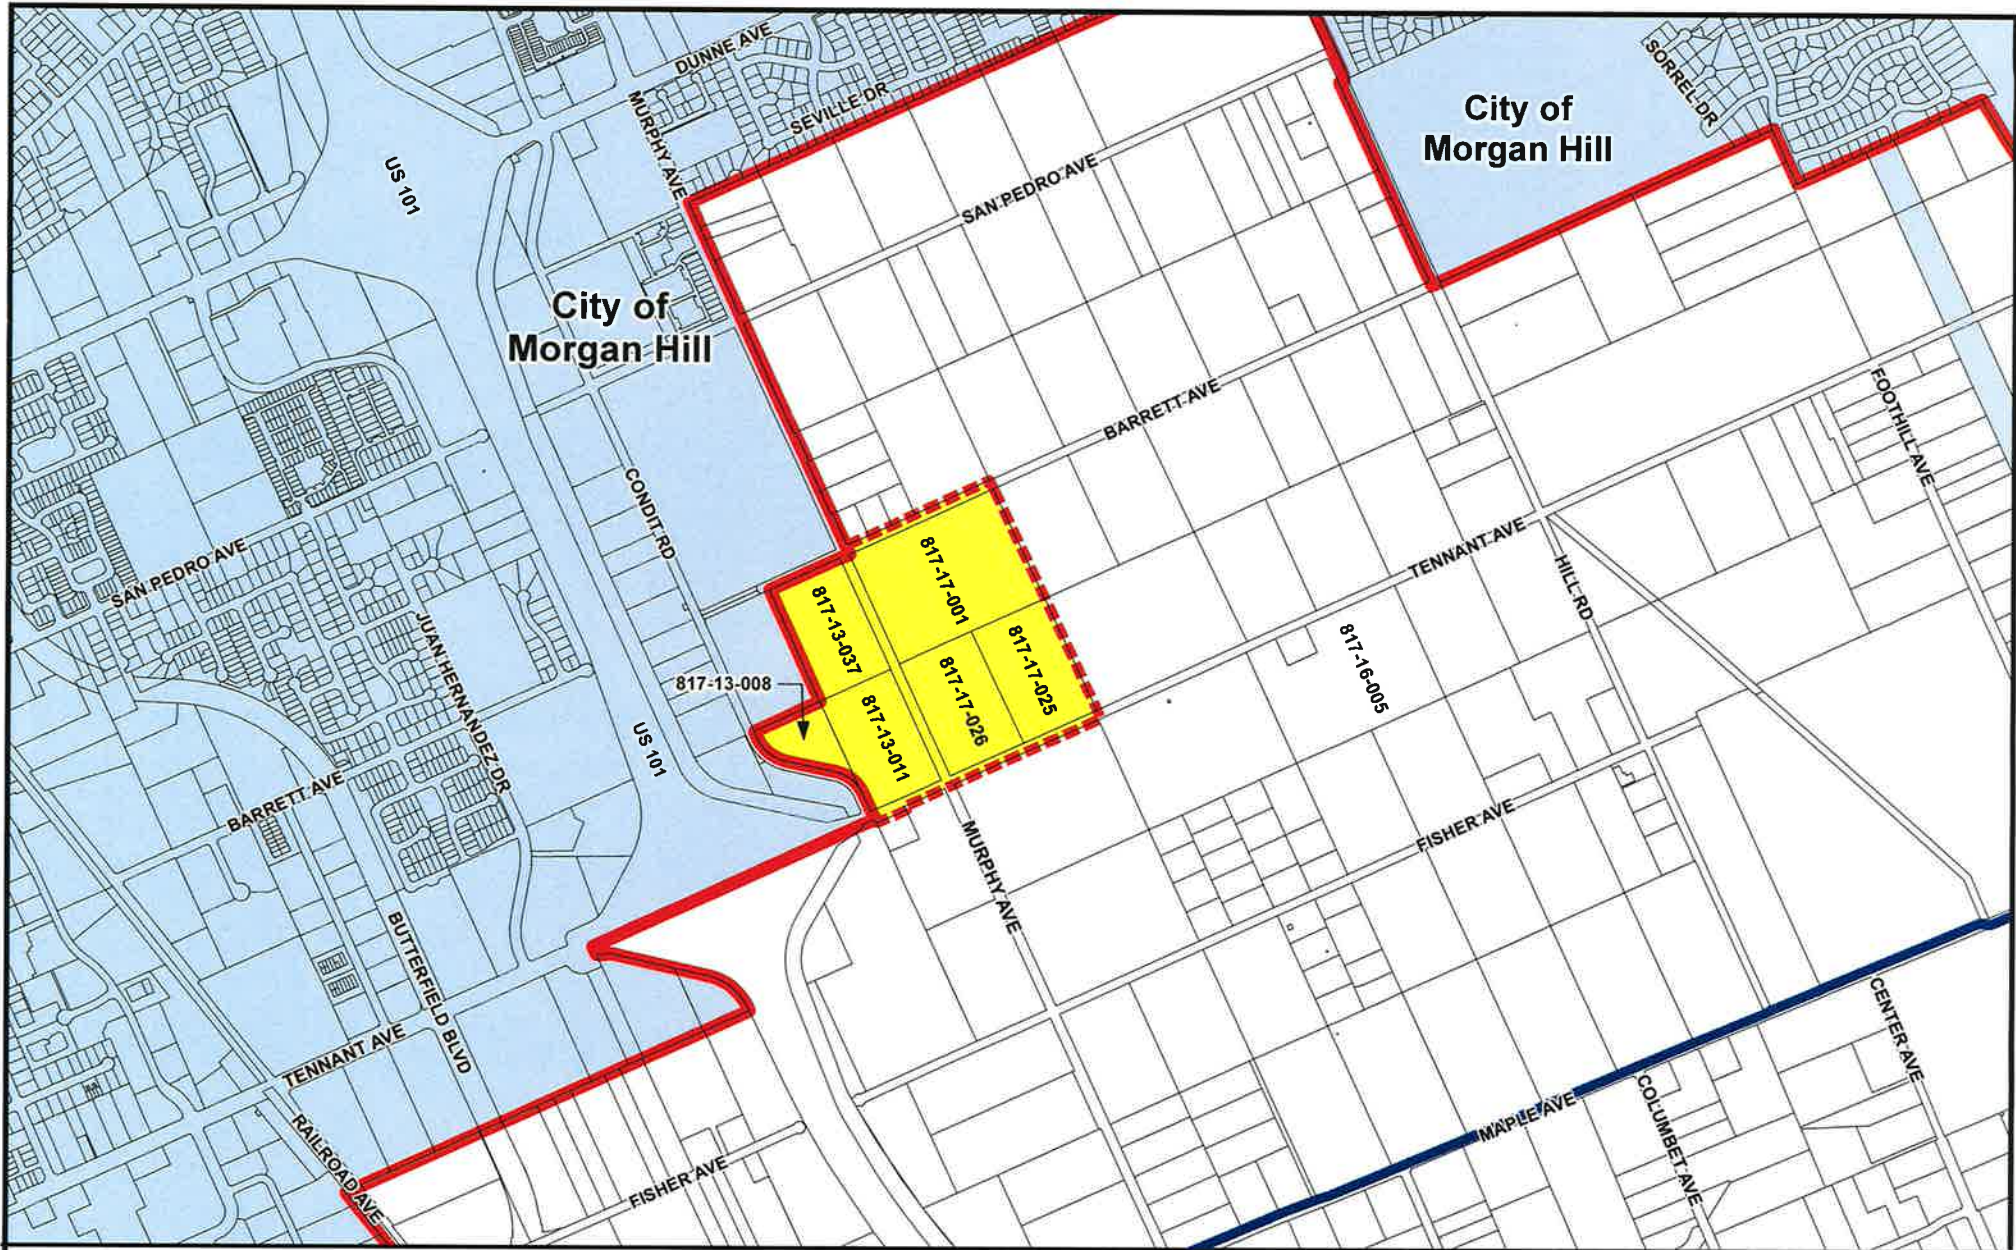 DUNNE AVE
SORREL DR
MURPHY AVE
SEVILLE DR
City of
Morgan Hill
US 101
SAN PEDRO AVE
City of
Morgan Hill
FOOTHILL AVE
BARRETT AVE
CONDIT RD
SAN PEDRO AVE
817-17-001
TENNANT AVE
HILL RD
817-13-037
JUAN HERNANDEZ DR
817-17-025
817-16-005
817-13-008
817-17-026
817-13-011
US 101
BARRETT AVE
MURPHY AVE
FISHER AVE
BUTTERFIELD BLVD
CENTER AVE
TENNANT AVE
MAPLE AVE
COLUMBET AVE
RAILROAD AVE
FISHER AVE